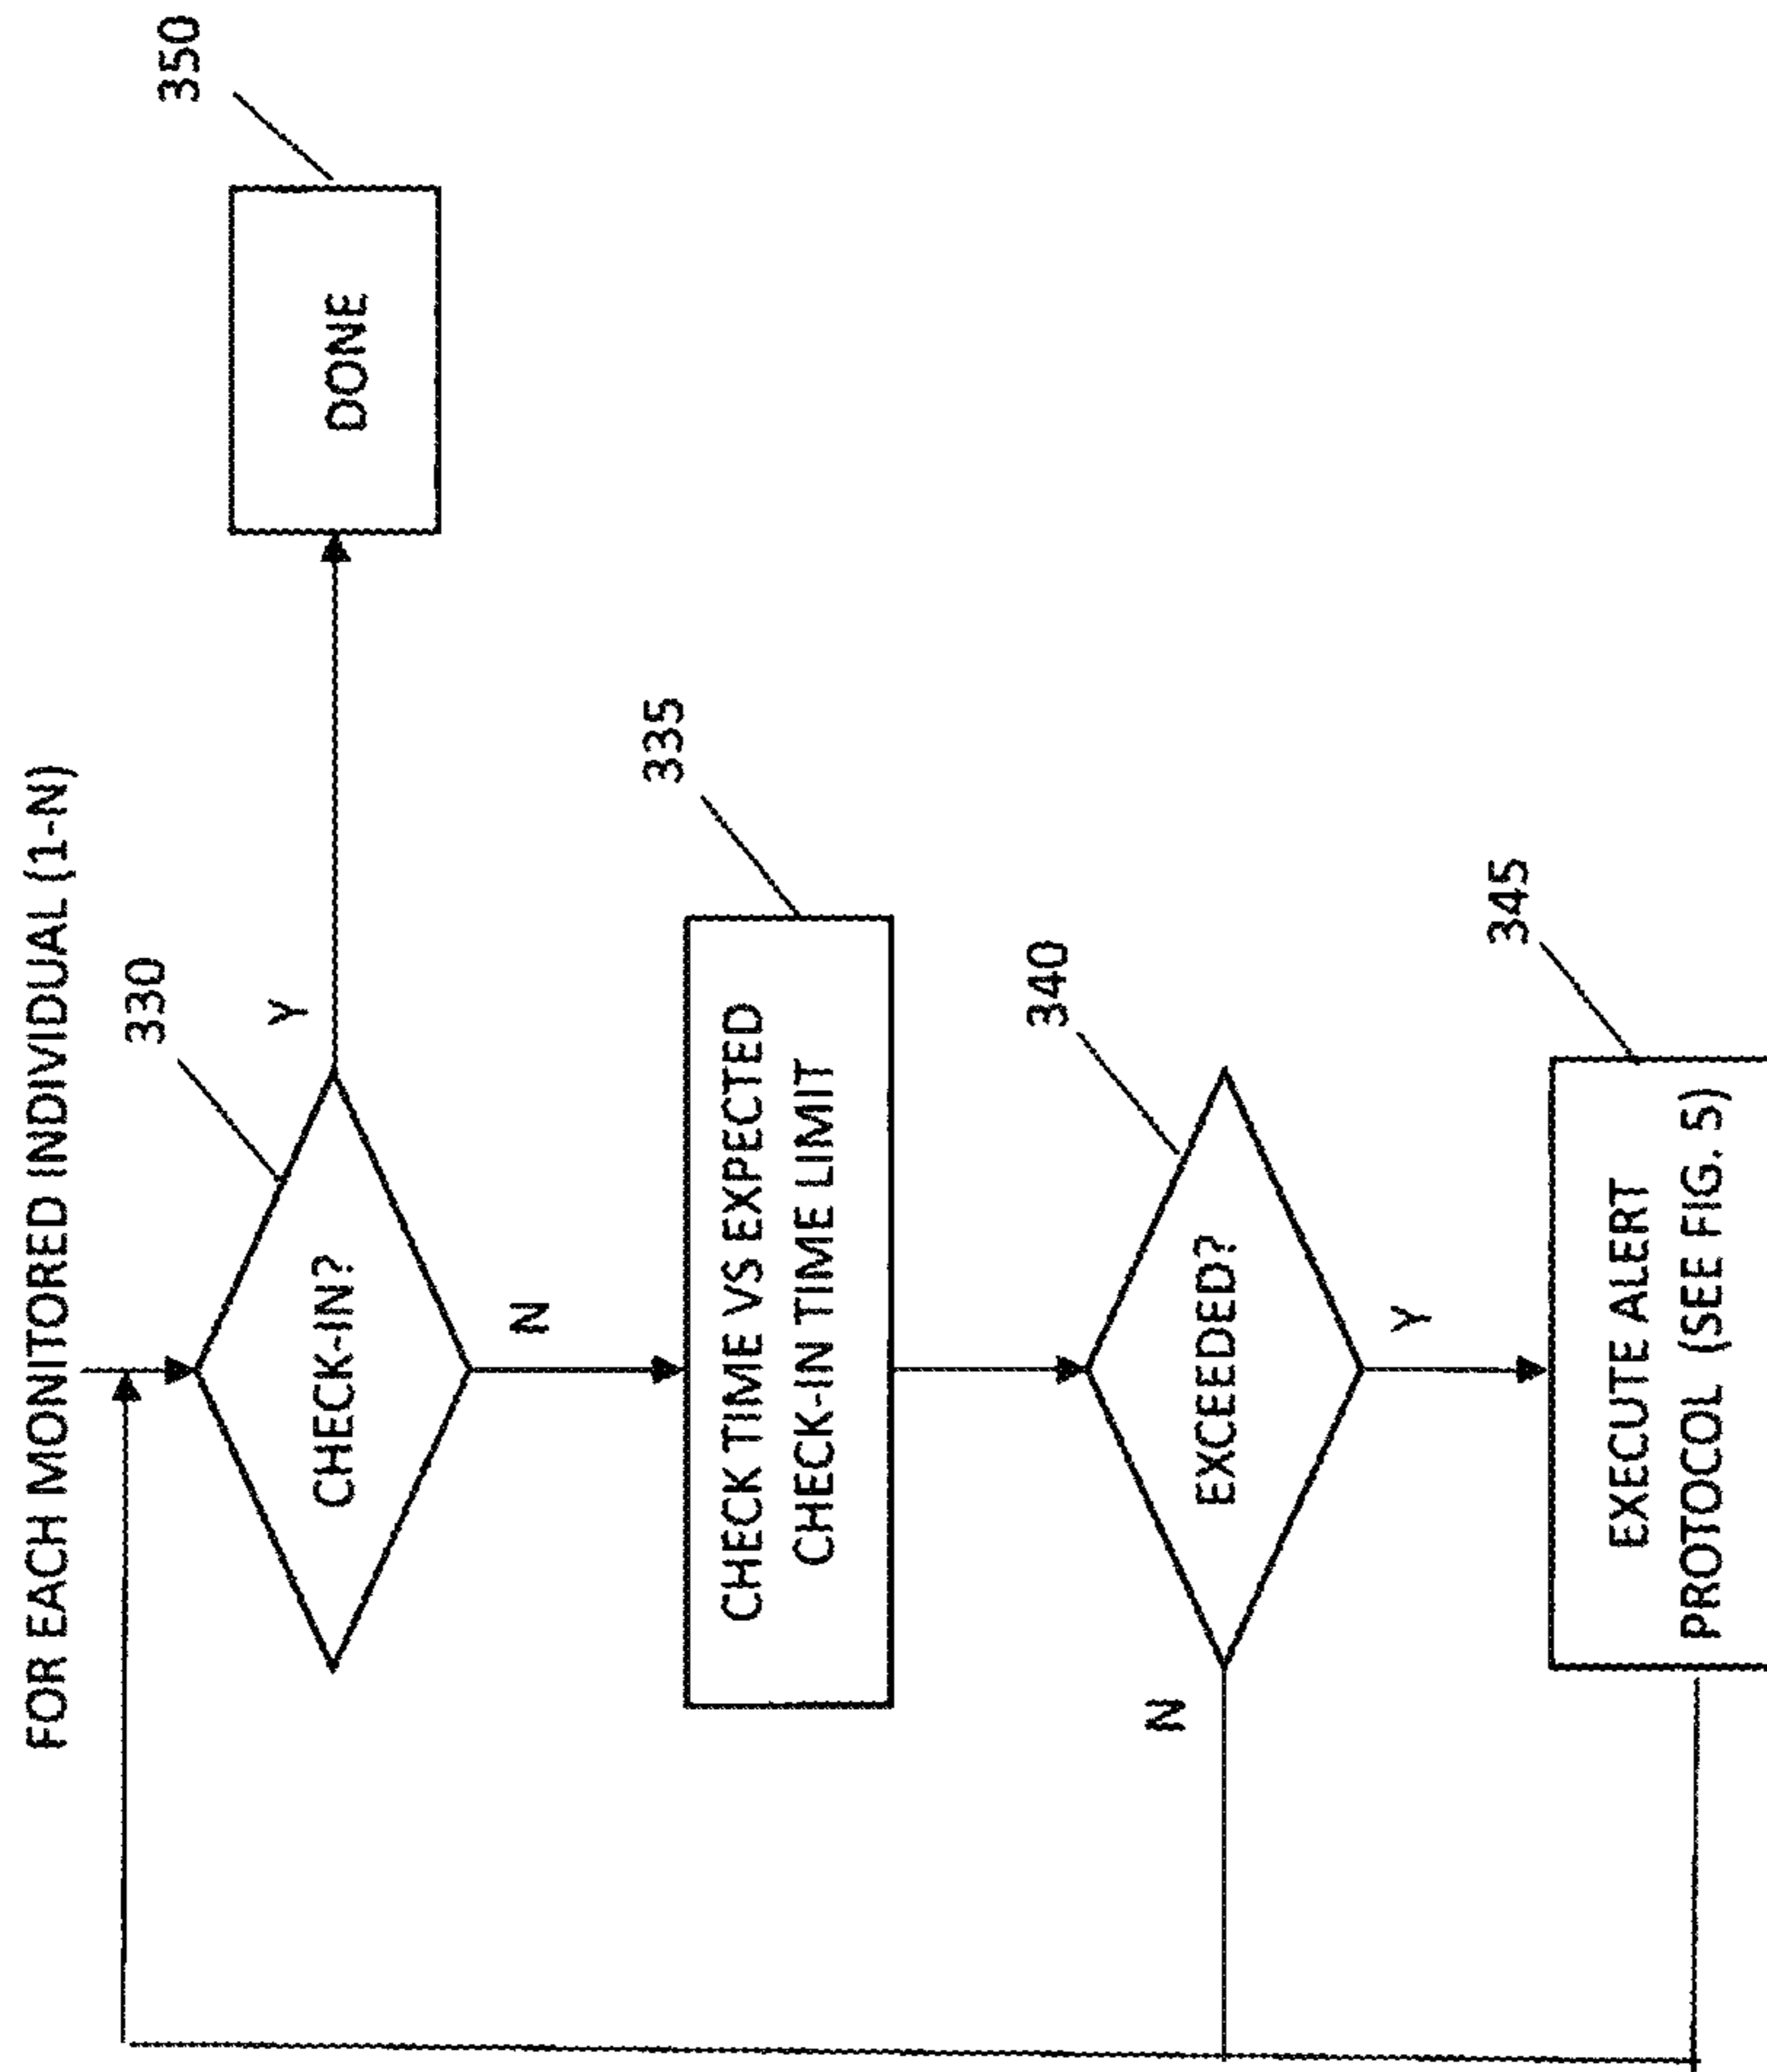 FOR EACH MONITORED INDIVIDUAL (1-N)
330
CHECK-IN?
Y
350
DONE
N
335
CHECK TIME VS EXPECTED
CHECK-IN TIME LIMIT
340
EXCEEDED?
N
Y
345
EXECUTE ALERT
PROTOCOL (SEE FIG. 5)